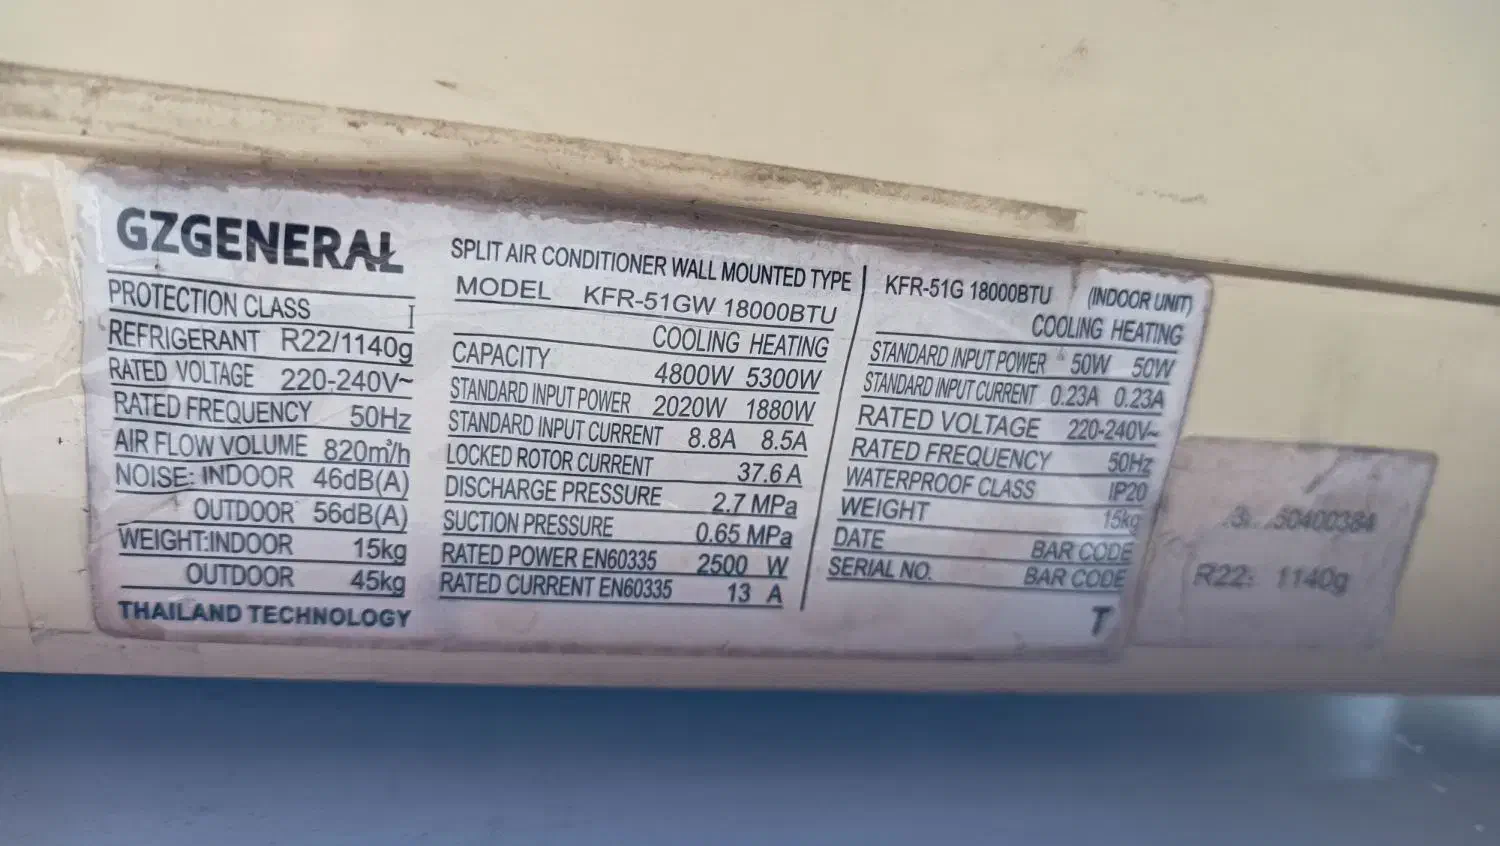 GZGENERAL
PROTECTION CLASS I
REFRIGERANT R22/1140g
RATED VOLTAGE 220-240V~
RATED FREQUENCY 50Hz
AIR FLOW VOLUME 820m³/h
NOISE: INDOOR 46dB(A)
OUTDOOR 56dB(A)
WEIGHT:INDOOR 15kg
OUTDOOR 45kg
THAILAND TECHNOLOGY
SPLIT AIR CONDITIONER WALL MOUNTED TYPE
MODEL KFR-51GW 18000BTU
COOLING HEATING
CAPACITY 4800W 5300W
STANDARD INPUT POWER 2020W 1880W
STANDARD INPUT CURRENT 8.8A 8.5A
LOCKED ROTOR CURRENT 37.6 A
DISCHARGE PRESSURE 2.7 MPa
SUCTION PRESSURE 0.65 MPa
RATED POWER EN60335 2500 W
RATED CURRENT EN60335 13 A
KFR-51G 18000BTU (INDOOR UNIT)
COOLING HEATING
STANDARD INPUT POWER 50W 50W
STANDARD INPUT CURRENT 0.23A 0.23A
RATED VOLTAGE 220-240V~
RATED FREQUENCY 50Hz
WATERPROOF CLASS IP20
WEIGHT 15kg
DATE BAR CODE
SERIAL NO. BAR CODE
T
R22: 1140g